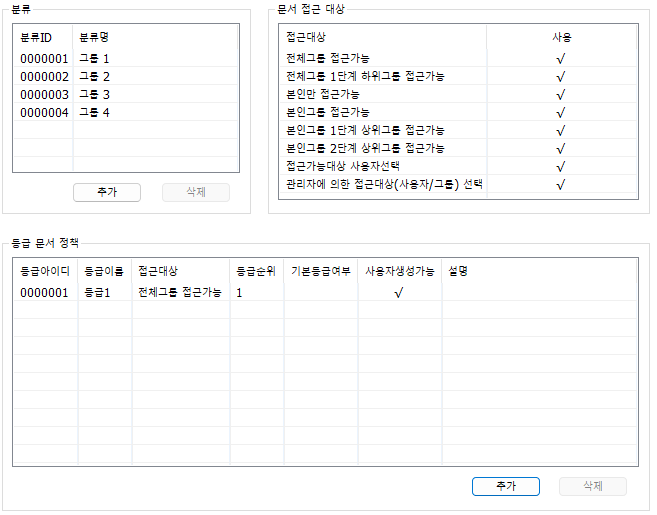 분류
분류ID 분류명
0000001 그룹 1
0000002 그룹 2
0000003 그룹 3
0000004 그룹 4
추가 삭제
문서 접근 대상
접근대상 사용
전체그룹 접근가능 √
전체그룹 1단계 하위그룹 접근가능 √
본인만 접근가능 √
본인그룹 접근가능 √
본인그룹 1단계 상위그룹 접근가능 √
본인그룹 2단계 상위그룹 접근가능 √
접근가능대상 사용자선택 √
관리자에 의한 접근대상(사용자/그룹) 선택 √
등급 문서 정책
등급아이디 등급이름 접근대상 등급순위 기본등급여부 사용자생성가능 설명
0000001 등급1 전체그룹 접근가능 1 √
추가 삭제